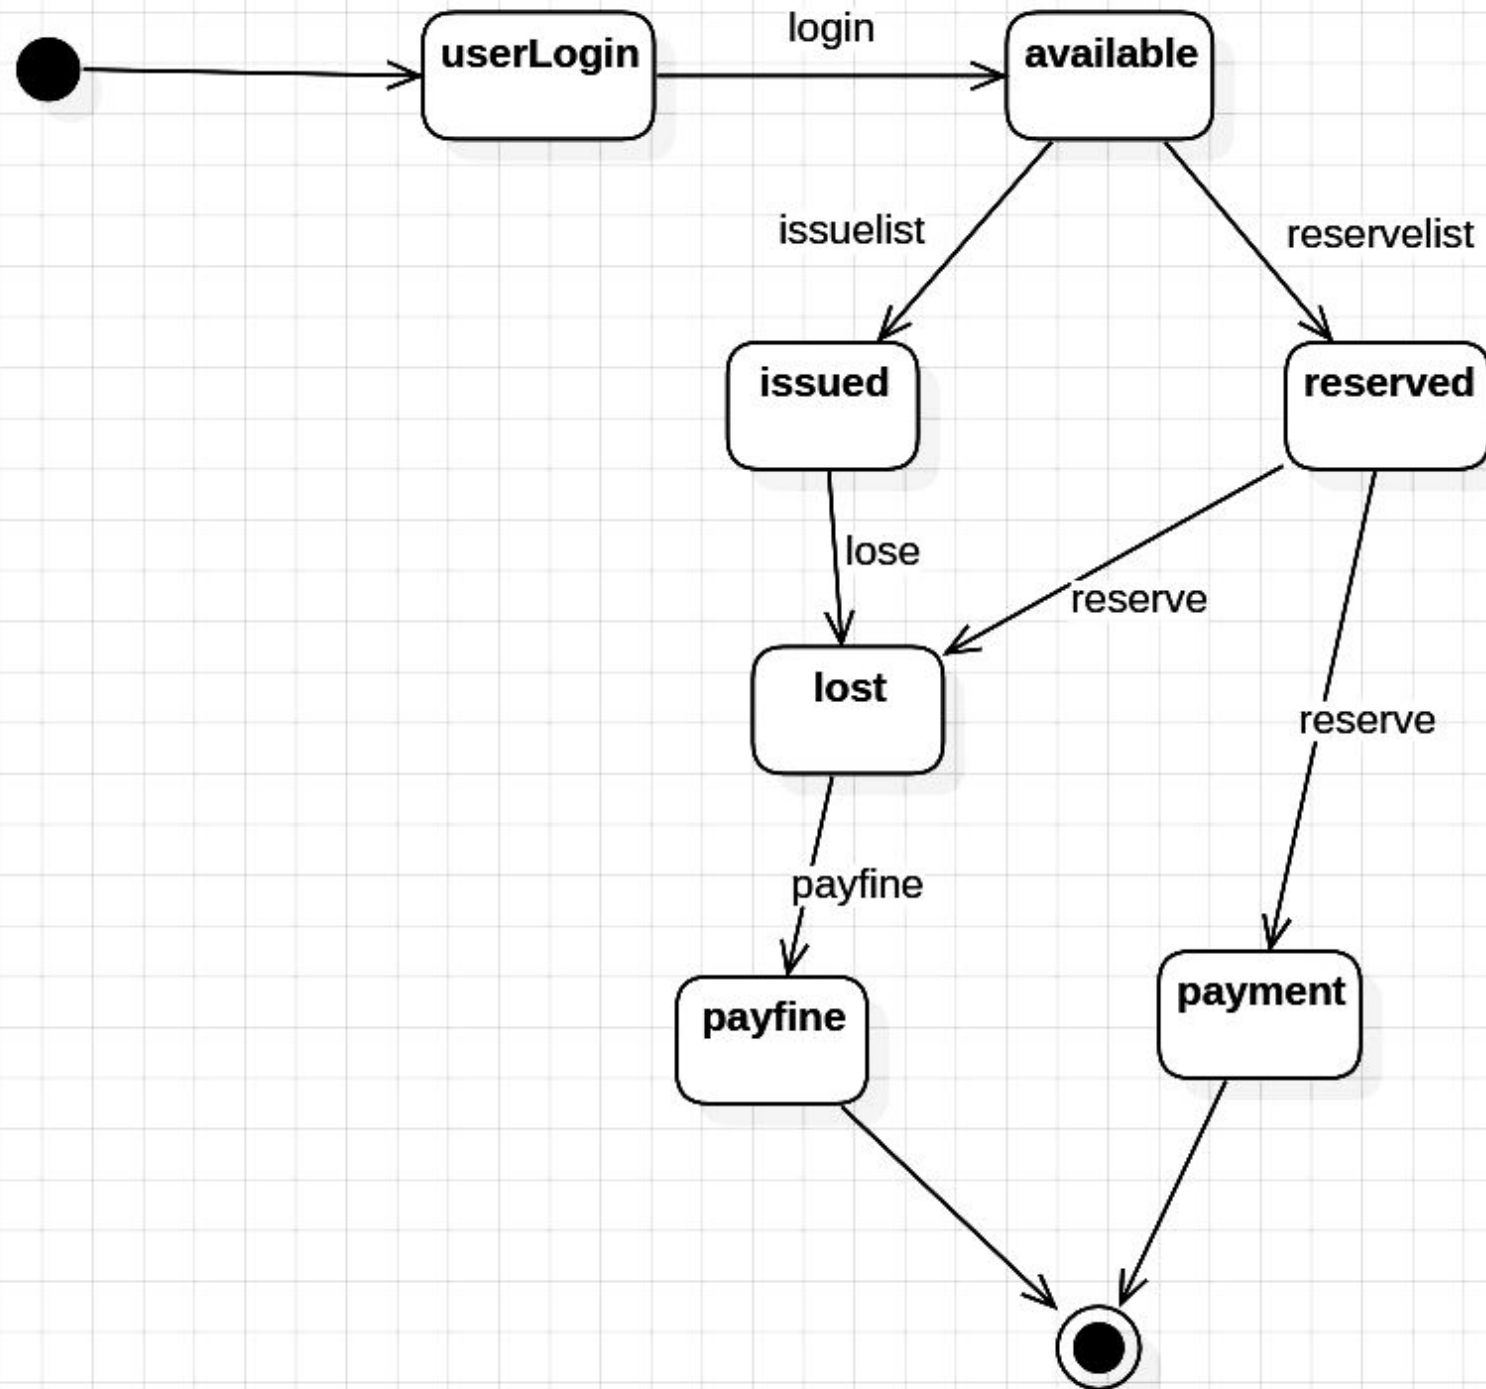 login
userLogin
available
issuelist
reservelist
issued
reserved
lose
reserve
lost
reserve
payfine
payment
payfine